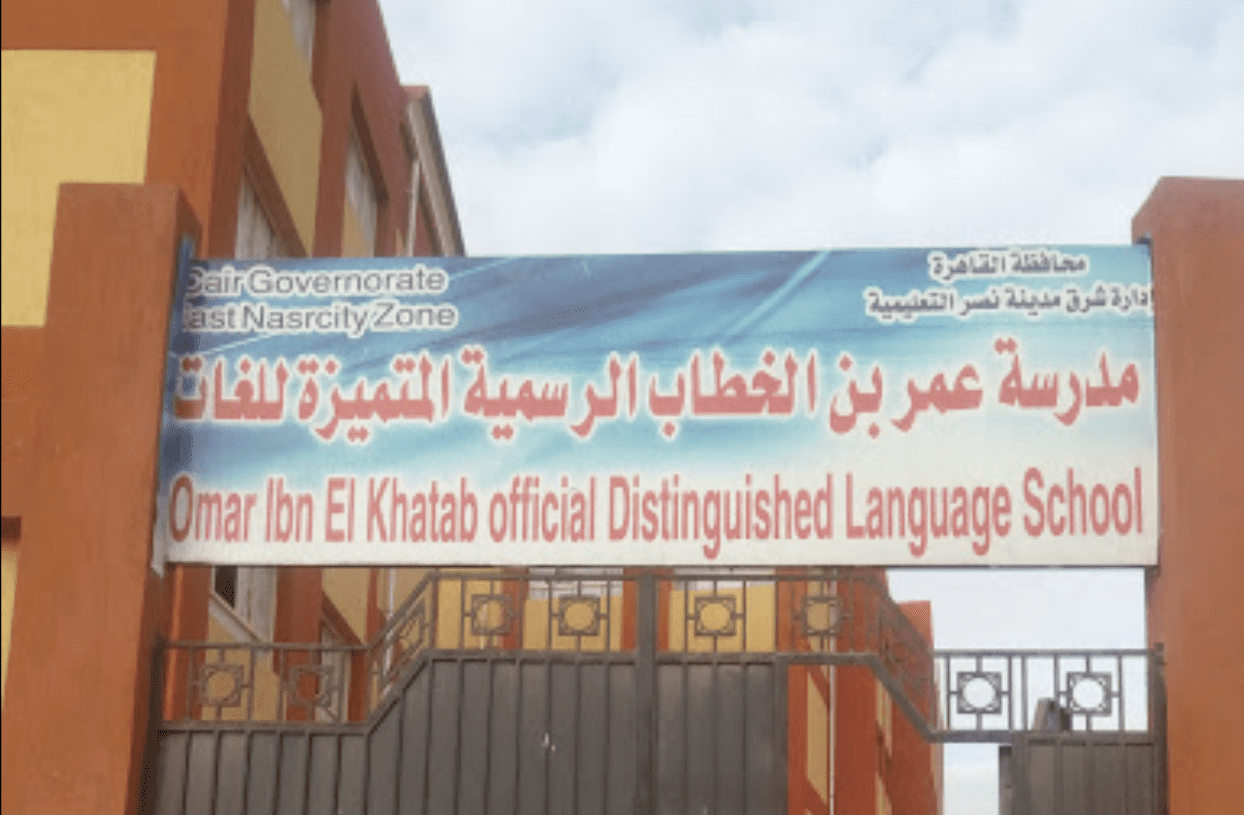 محافظة القاهرة
إدارة شرق مدينة نصر التعليمية
Cair Governorate
East Nasrcity Zone
مدرسة عمر بن الخطاب الرسمية المتميزة للغات
Omar Ibn El Khatab official Distinguished Language School